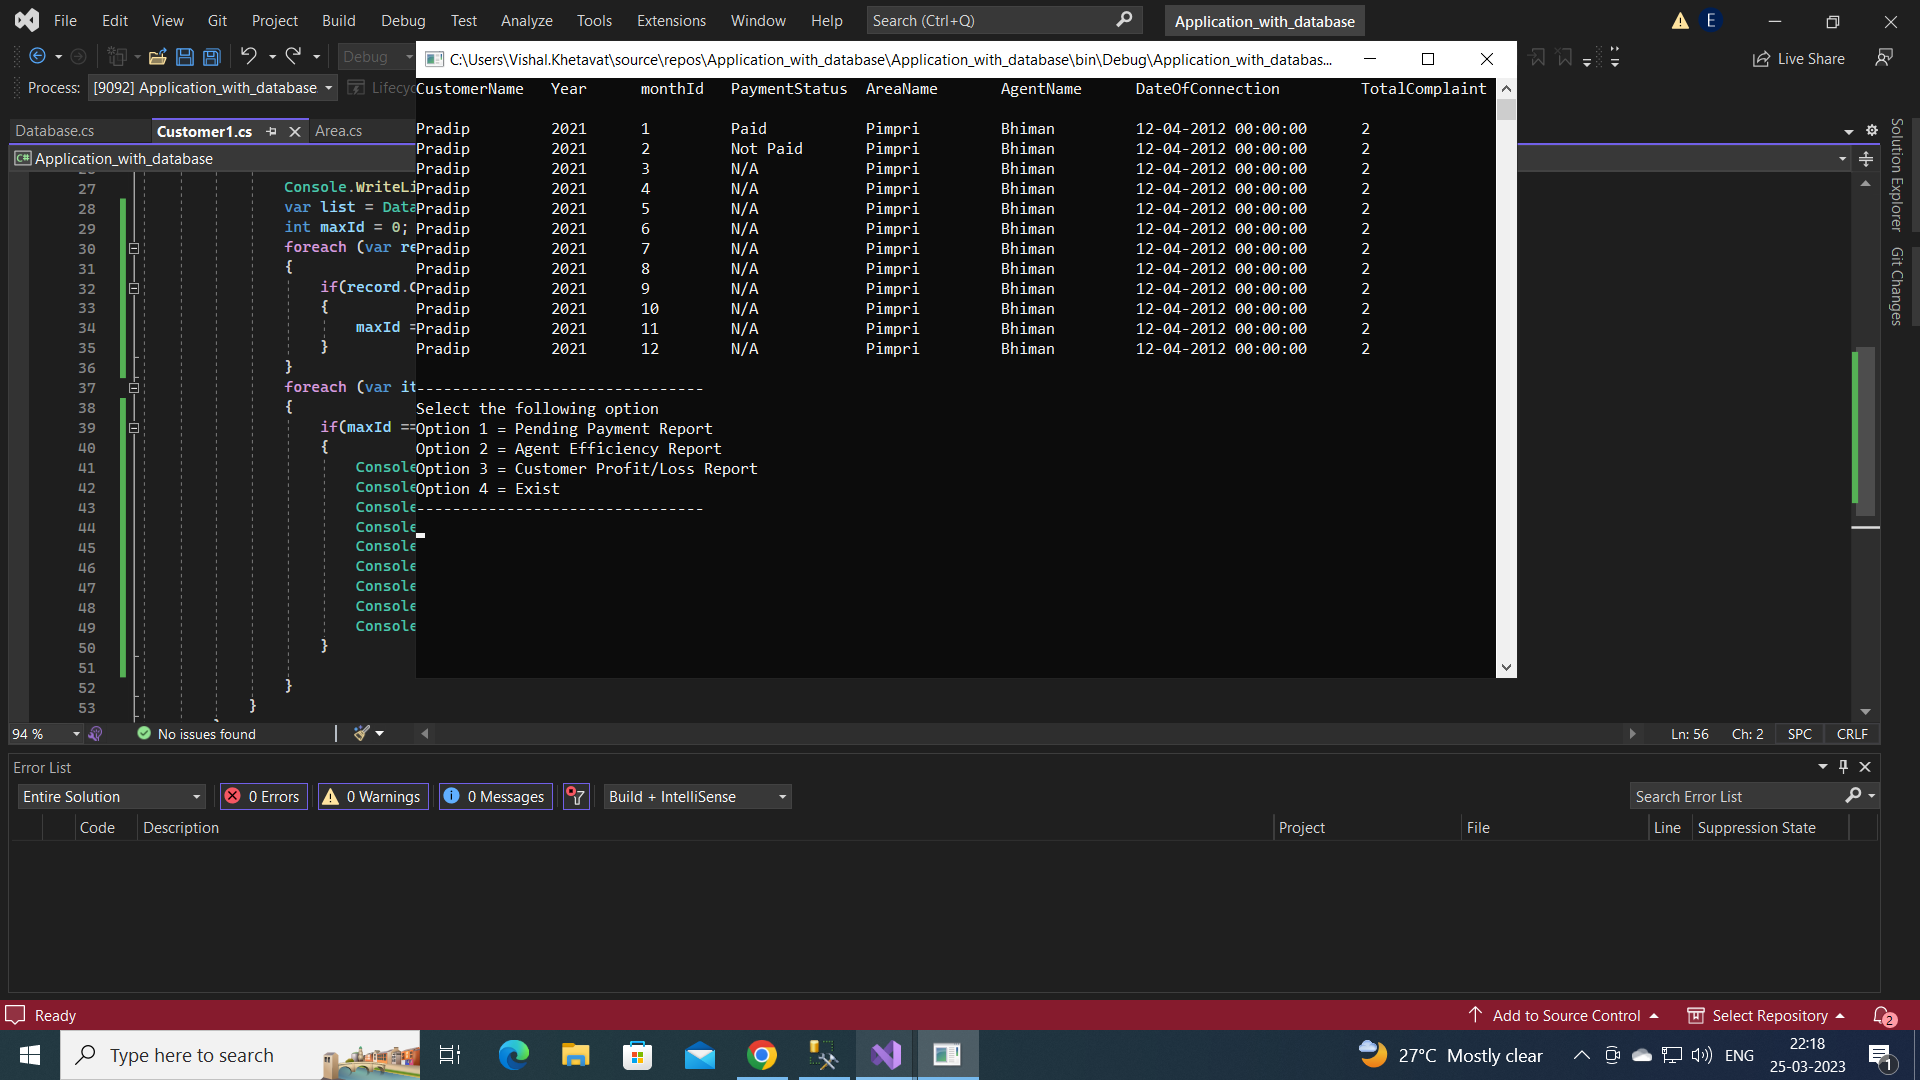 File Edit View Git Project Build Debug Test Analyze Tools Extensions Window Help Search (Ctrl+Q) Application_with_database E
Debug Live Share
C:\Users\Vishal.Khetavat\source\repos\Application_with_database\Application_with_database\bin\Debug\Application_with_databas...
Process: [9092] Application_with_database Lifecyc
Database.cs Customer1.cs Area.cs
C# Application_with_database
CustomerName Year monthId PaymentStatus AreaName AgentName DateOfConnection TotalComplaint
Pradip 2021 1 Paid Pimpri Bhiman 12-04-2012 00:00:00 2
Pradip 2021 2 Not Paid Pimpri Bhiman 12-04-2012 00:00:00 2
Pradip 2021 3 N/A Pimpri Bhiman 12-04-2012 00:00:00 2
Pradip 2021 4 N/A Pimpri Bhiman 12-04-2012 00:00:00 2
Pradip 2021 5 N/A Pimpri Bhiman 12-04-2012 00:00:00 2
Pradip 2021 6 N/A Pimpri Bhiman 12-04-2012 00:00:00 2
Pradip 2021 7 N/A Pimpri Bhiman 12-04-2012 00:00:00 2
Pradip 2021 8 N/A Pimpri Bhiman 12-04-2012 00:00:00 2
Pradip 2021 9 N/A Pimpri Bhiman 12-04-2012 00:00:00 2
Pradip 2021 10 N/A Pimpri Bhiman 12-04-2012 00:00:00 2
Pradip 2021 11 N/A Pimpri Bhiman 12-04-2012 00:00:00 2
Pradip 2021 12 N/A Pimpri Bhiman 12-04-2012 00:00:00 2
--------------------------------
Select the following option
Option 1 = Pending Payment Report
Option 2 = Agent Efficiency Report
Option 3 = Customer Profit/Loss Report
Option 4 = Exist
--------------------------------
27 Console.WriteLi
28 var list = Data
29 int maxId = 0;
30 foreach (var re
31 {
32 if(record.C
33 {
34 maxId =
35 }
36 }
37 foreach (var it
38 {
39 if(maxId ==
40 {
41 Console
42 Console
43 Console
44 Console
45 Console
46 Console
47 Console
48 Console
49 Console
50 }
51
52 }
53 }
Solution Explorer
Git Changes
94 % No issues found Ln: 56 Ch: 2 SPC CRLF
Error List
Entire Solution 0 Errors 0 Warnings 0 Messages Build + IntelliSense Search Error List
Code Description Project File Line Suppression State
Ready Add to Source Control Select Repository 2
Type here to search 27°C Mostly clear ENG 22:18
25-03-2023 1